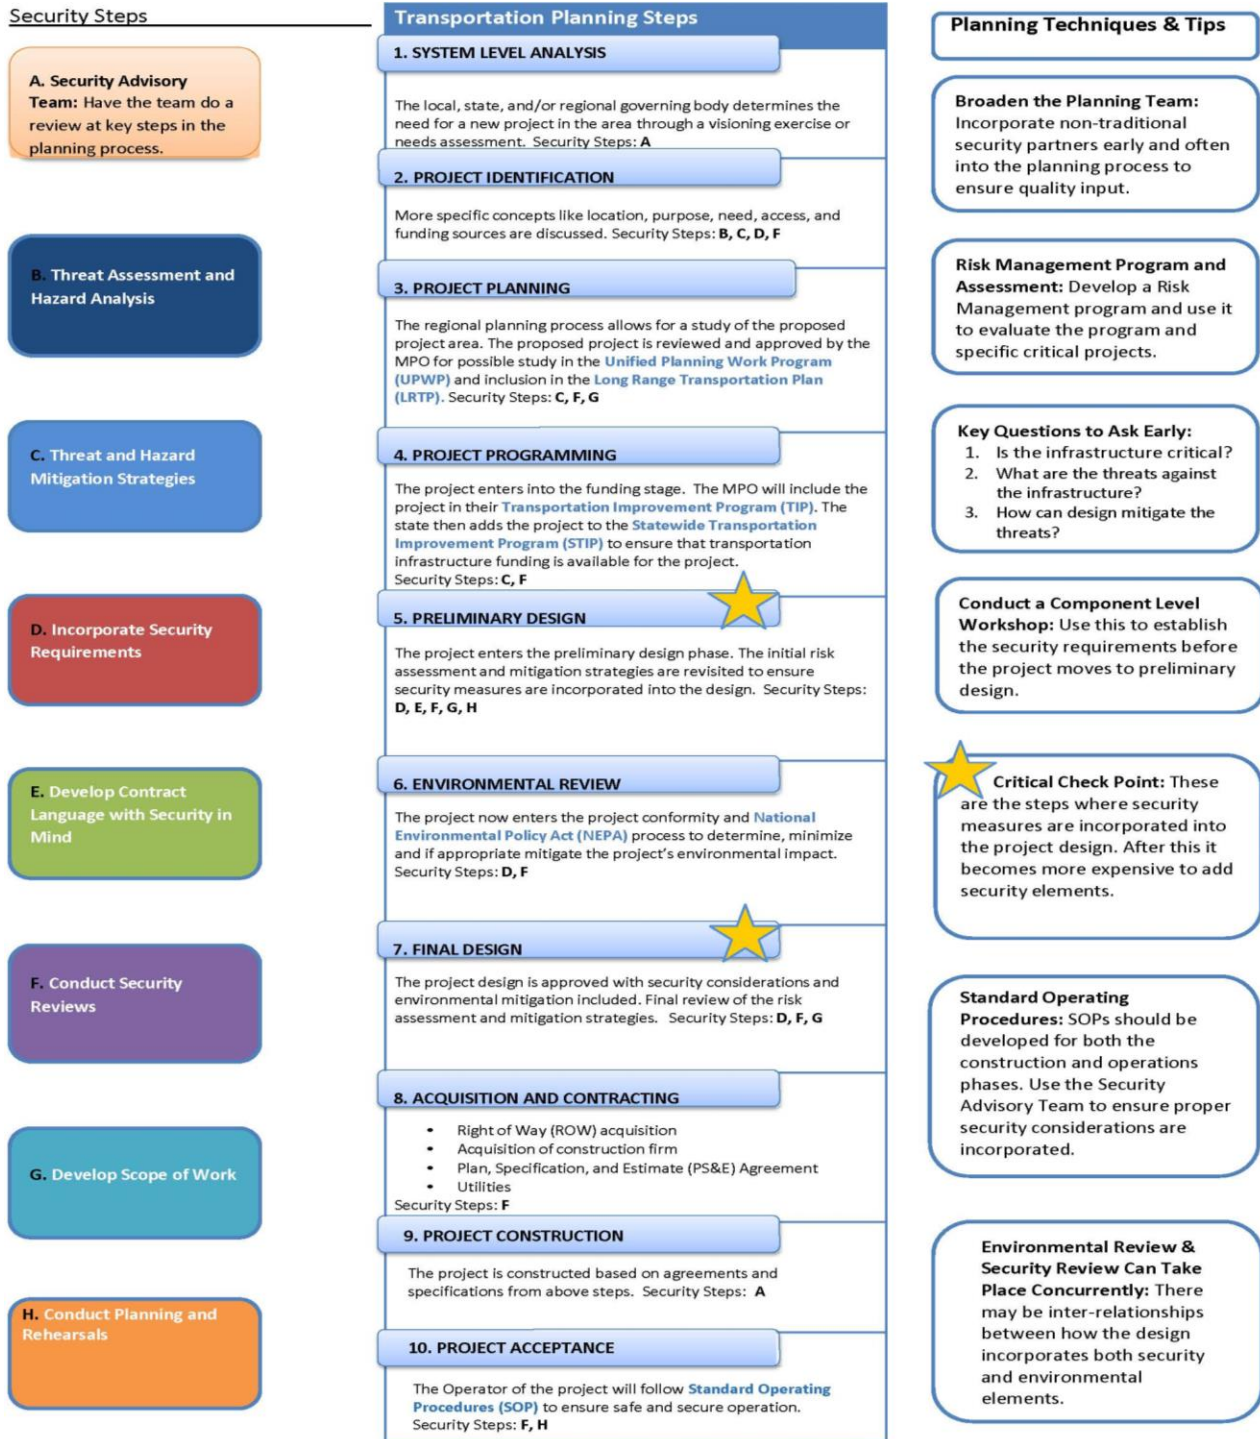 Security Steps
A. Security Advisory
Team: Have the team do a
review at key steps in the
planning process.
B. Threat Assessment and
Hazard Analysis
C. Threat and Hazard
Mitigation Strategies
D. Incorporate Security
Requirements
E. Develop Contract
Language with Security in
Mind
F. Conduct Security
Reviews
G. Develop Scope of Work
H. Conduct Planning and
Rehearsals
Transportation Planning Steps
1. SYSTEM LEVEL ANALYSIS
The local, state, and/or regional governing body determines the
need for a new project in the area through a visioning exercise or
needs assessment. Security Steps: A
2. PROJECT IDENTIFICATION
More specific concepts like location, purpose, need, access, and
funding sources are discussed. Security Steps: B, C, D, F
3. PROJECT PLANNING
The regional planning process allows for a study of the proposed
project area. The proposed project is reviewed and approved by the
MPO for possible study in the Unified Planning Work Program
(UPWP) and inclusion in the Long Range Transportation Plan
(LRTP). Security Steps: C, F, G
4. PROJECT PROGRAMMING
The project enters into the funding stage. The MPO will include the
project in their Transportation Improvement Program (TIP). The
state then adds the project to the Statewide Transportation
Improvement Program (STIP) to ensure that transportation
infrastructure funding is available for the project.
Security Steps: C, F
5. PRELIMINARY DESIGN
The project enters the preliminary design phase. The initial risk
assessment and mitigation strategies are revisited to ensure
security measures are incorporated into the design. Security Steps:
D, E, F, G, H
6. ENVIRONMENTAL REVIEW
The project now enters the project conformity and National
Environmental Policy Act (NEPA) process to determine, minimize
and if appropriate mitigate the project's environmental impact.
Security Steps: D, F
7. FINAL DESIGN
The project design is approved with security considerations and
environmental mitigation included. Final review of the risk
assessment and mitigation strategies. Security Steps: D, F, G
8. ACQUISITION AND CONTRACTING
• Right of Way (ROW) acquisition
• Acquisition of construction firm
• Plan, Specification, and Estimate (PS&E) Agreement
• Utilities
Security Steps: F
9. PROJECT CONSTRUCTION
The project is constructed based on agreements and
specifications from above steps. Security Steps: A
10. PROJECT ACCEPTANCE
The Operator of the project will follow Standard Operating
Procedures (SOP) to ensure safe and secure operation.
Security Steps: F, H
Planning Techniques & Tips
Broaden the Planning Team:
Incorporate non-traditional
security partners early and often
into the planning process to
ensure quality input.
Risk Management Program and
Assessment: Develop a Risk
Management program and use it
to evaluate the program and
specific critical projects.
Key Questions to Ask Early:
1. Is the infrastructure critical?
2. What are the threats against
the infrastructure?
3. How can design mitigate the
threats?
Conduct a Component Level
Workshop: Use this to establish
the security requirements before
the project moves to preliminary
design.
Critical Check Point: These
are the steps where security
measures are incorporated into
the project design. After this it
becomes more expensive to add
security elements.
Standard Operating
Procedures: SOPs should be
developed for both the
construction and operations
phases. Use the Security
Advisory Team to ensure proper
security considerations are
incorporated.
Environmental Review &
Security Review Can Take
Place Concurrently: There
may be inter-relationships
between how the design
incorporates both security
and environmental
elements.